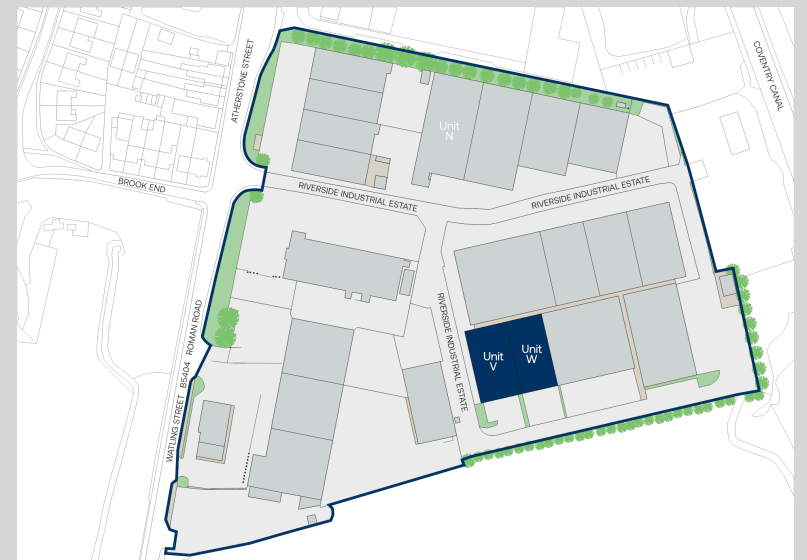 ATHERSTONE STREET
COVENTRY CANAL
Unit
N
BROOK END
RIVERSIDE INDUSTRIAL ESTATE
RIVERSIDE INDUSTRIAL ESTATE
RIVERSIDE INDUSTRIAL ESTATE
Unit
V
Unit
W
WATLING STREET B5404 ROMAN ROAD